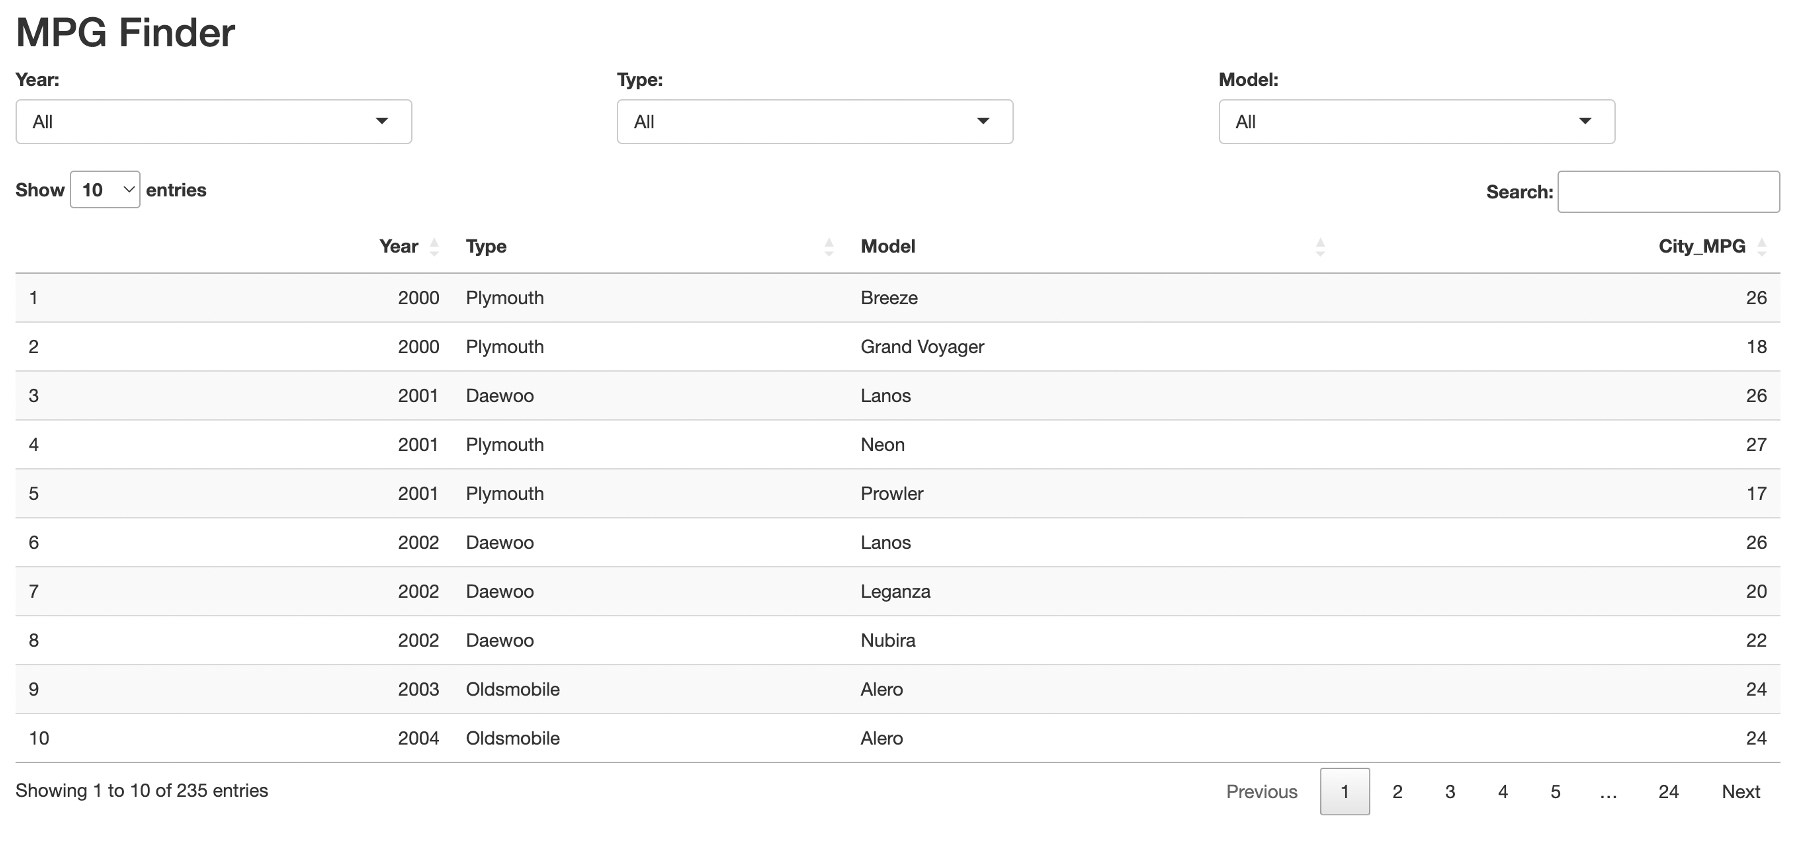 MPG Finder
Year: Type: Model:
All All All
Show 10 entries Search:
Year Type Model City_MPG
1 2000 Plymouth Breeze 26
2 2000 Plymouth Grand Voyager 18
3 2001 Daewoo Lanos 26
4 2001 Plymouth Neon 27
5 2001 Plymouth Prowler 17
6 2002 Daewoo Lanos 26
7 2002 Daewoo Leganza 20
8 2002 Daewoo Nubira 22
9 2003 Oldsmobile Alero 24
10 2004 Oldsmobile Alero 24
Showing 1 to 10 of 235 entries Previous 1 2 3 4 5 … 24 Next